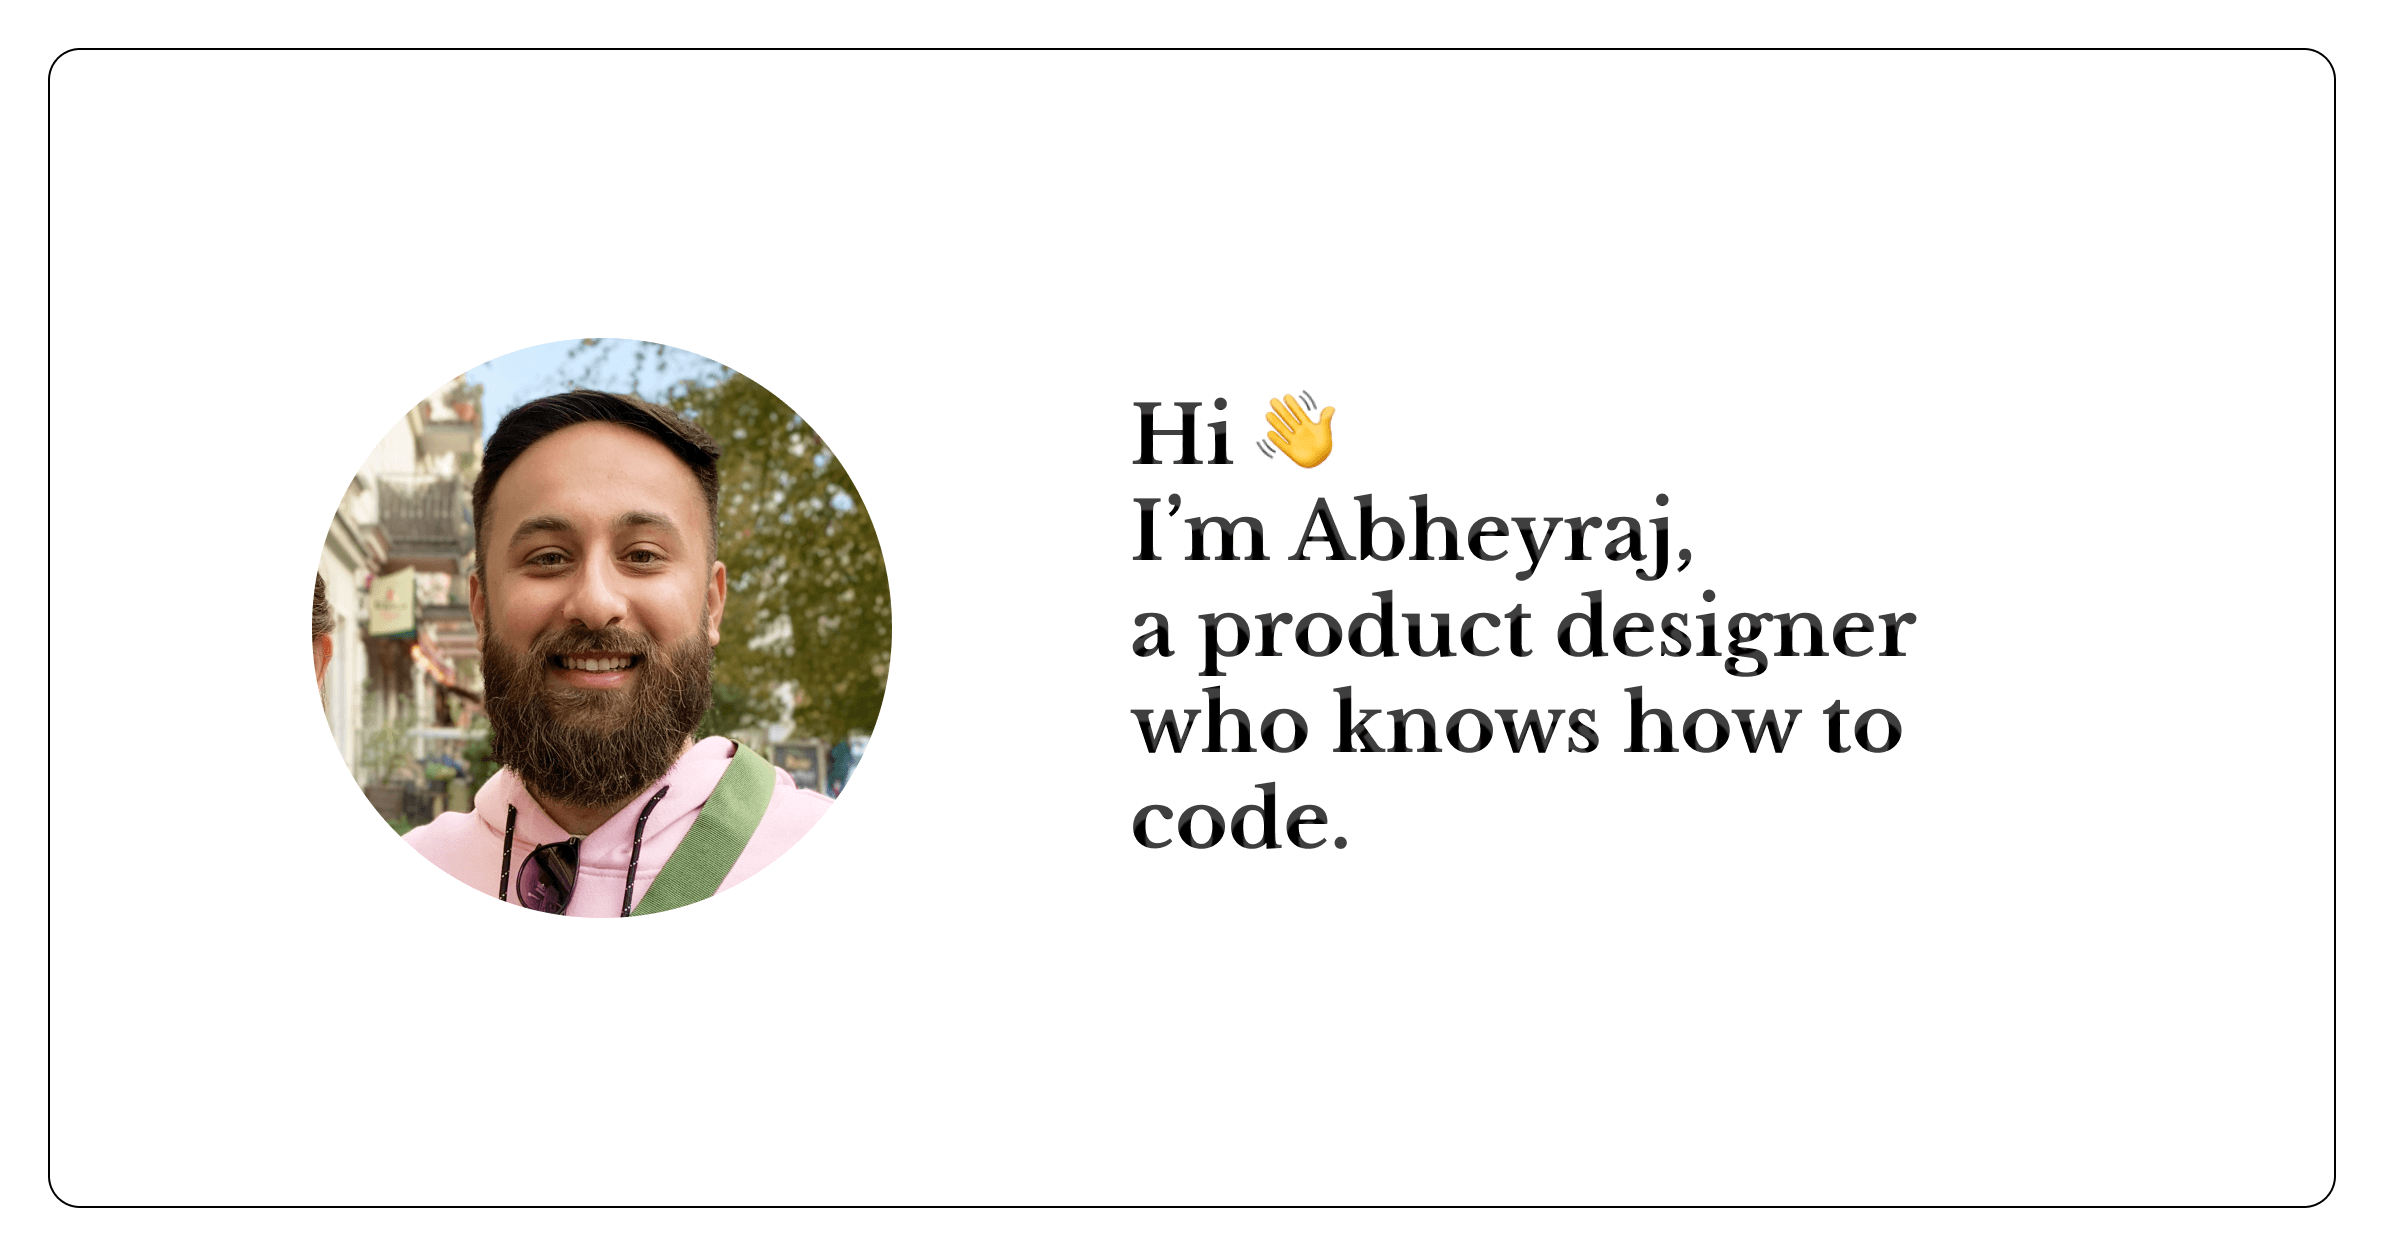 Hi 👋
I’m Abheyraj,
a product designer
who knows how to
code.